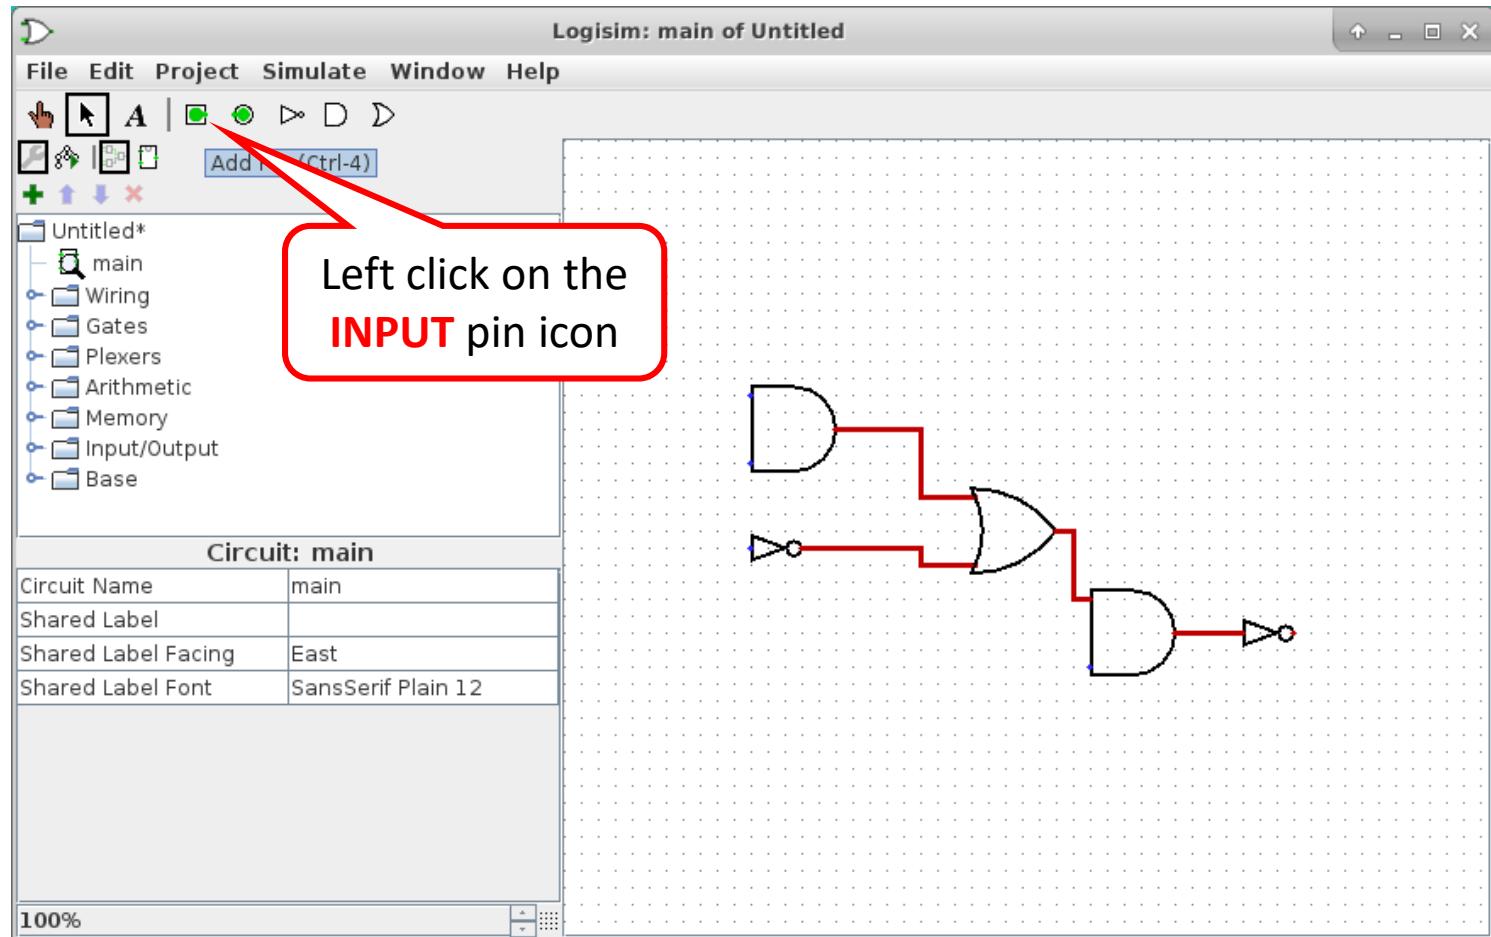 Logisim: main of Untitled
File Edit Project Simulate Window Help
A
Add (Ctrl-4)
Untitled*
main
Wiring
Gates
Plexers
Arithmetic
Memory
Input/Output
Base
Left click on the
INPUT pin icon
Circuit: main
Circuit Name main
Shared Label
Shared Label Facing East
Shared Label Font SansSerif Plain 12
100%